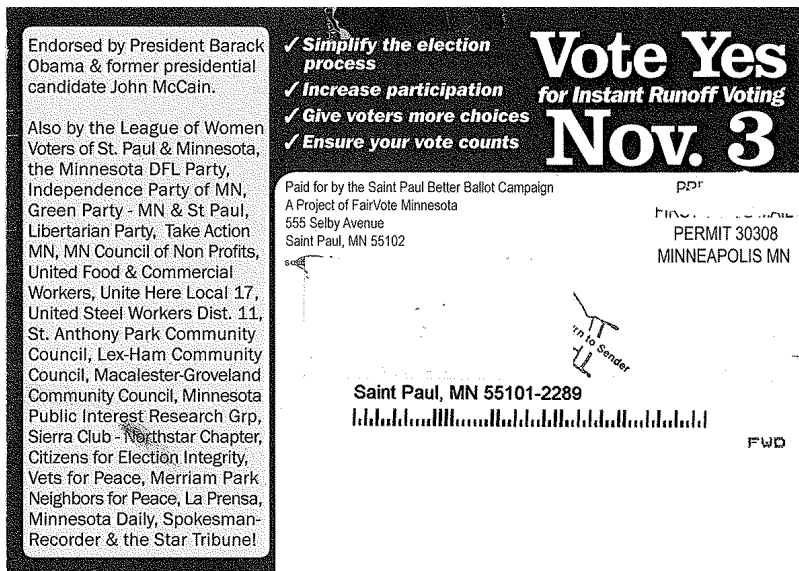 Endorsed by President Barack
Obama & former presidential
candidate John McCain.
Also by the League of Women
Voters of St. Paul & Minnesota,
the Minnesota DFL Party,
Independence Party of MN,
Green Party - MN & St Paul,
Libertarian Party, Take Action
MN, MN Council of Non Profits,
United Food & Commercial
Workers, Unite Here Local 17,
United Steel Workers Dist. 11,
St. Anthony Park Community
Council, Lex-Ham Community
Council, Macalester-Groveland
Community Council, Minnesota
Public Interest Research Grp,
Sierra Club - Northstar Chapter,
Citizens for Election Integrity,
Vets for Peace, Merriam Park
Neighbors for Peace, La Prensa,
Minnesota Daily, Spokesman-
Recorder & the Star Tribune!
✓ Simplify the election
process
✓ Increase participation
✓ Give voters more choices
✓ Ensure your vote counts
Vote Yes
for Instant Runoff Voting
Nov. 3
Paid for by the Saint Paul Better Ballot Campaign
A Project of FairVote Minnesota
555 Selby Avenue
Saint Paul, MN 55102
PERMIT 30308
MINNEAPOLIS MN
to Sender
Saint Paul, MN 55101-2289
FWD